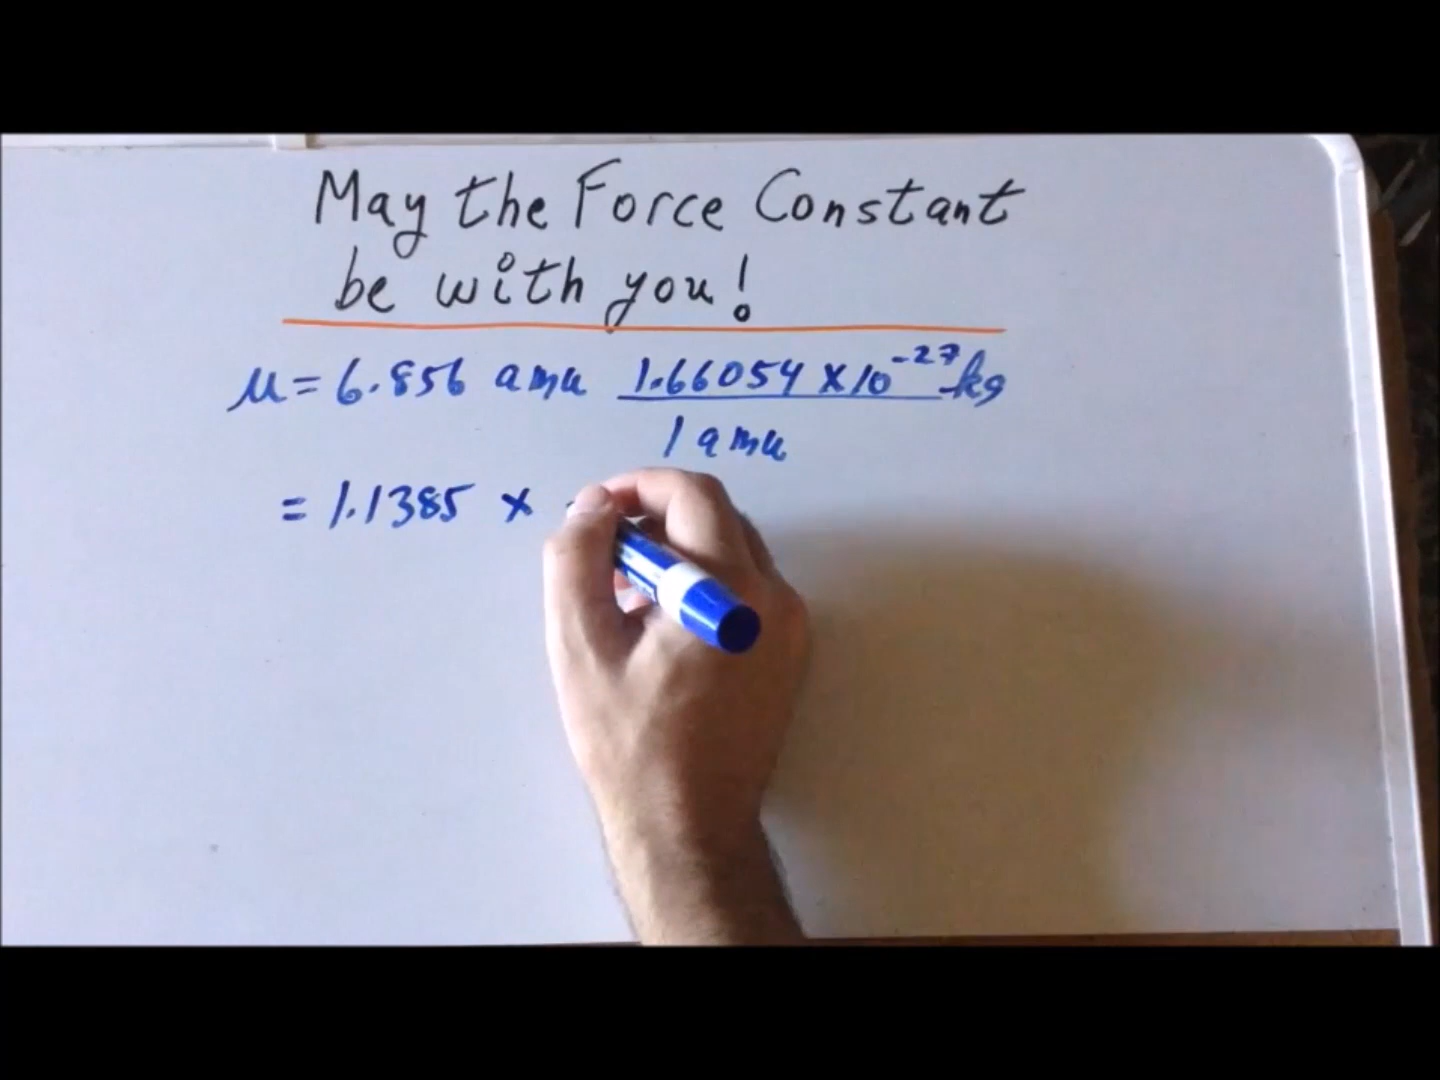 May the Force Constant
be with you!
μ = 6.856 amu 1.66054 × 10⁻²⁷ kg
1 amu
= 1.1385 ×